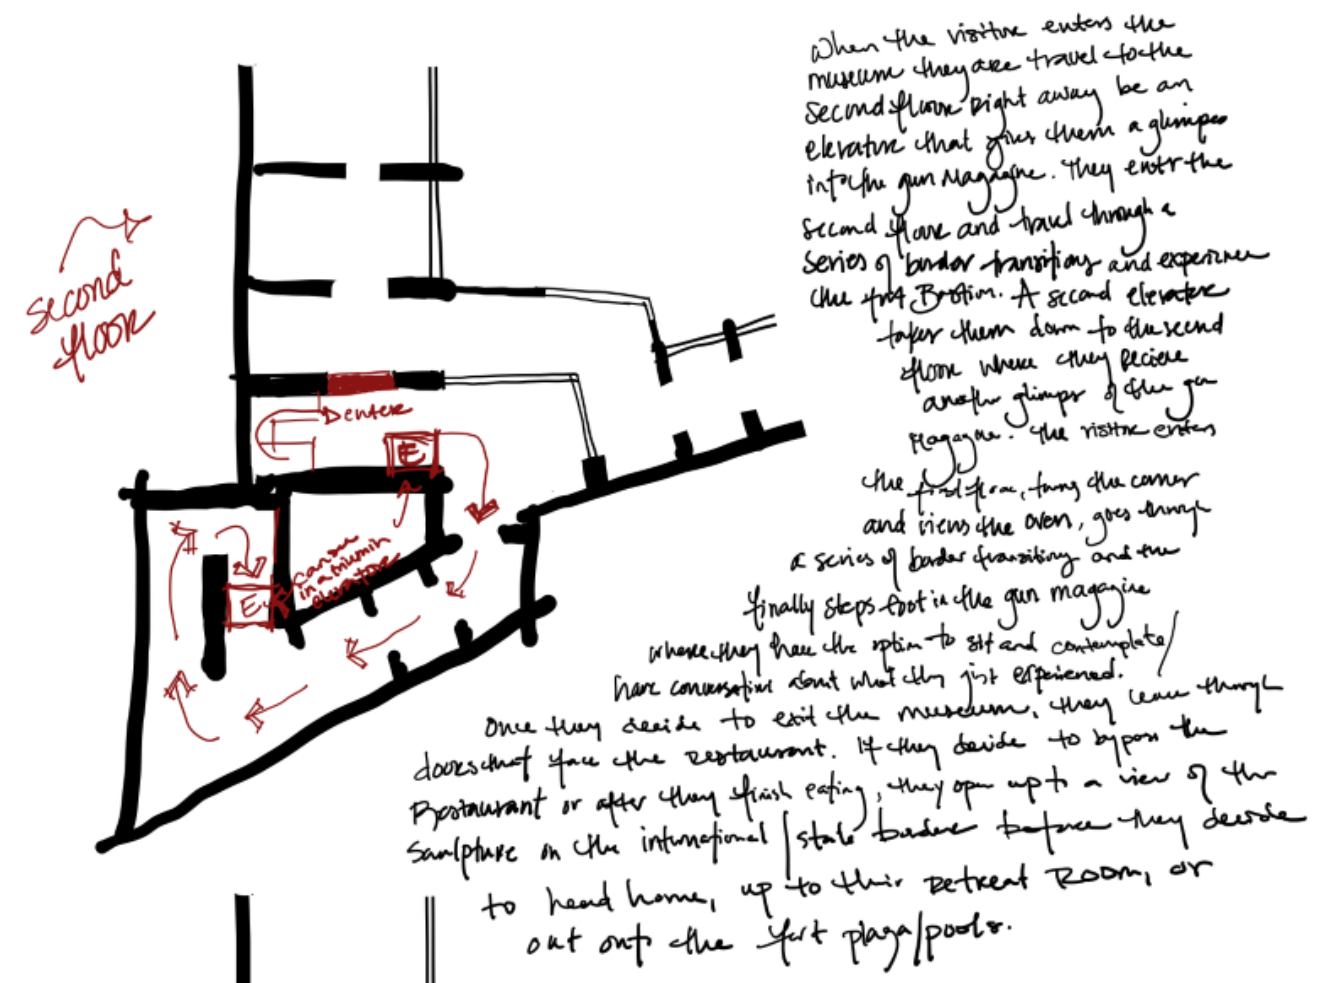 When the visitor enters the
museum they are travel to the
second floor right away be an
elevator that gives them a glimpse
into the gun Magazine. They enter the
second floor and travel through a
series of border transitions and experience
the first Bastion. A second elevator
takes them down to the second
floor where they recieve
another glimpse of the gun
Magazine. The visitor enters
the first floor, turns the corner
and views the oven, goes through
a series of border transitions and the
finally steps foot in the gun magazine
where they have the option to sit and contemplate/
have conversation about what they just experienced.
Once they decide to exit the museum, they leave through
doors that face the restaurant. If they decide to bypass the
Restaurant or after they finish eating, they open up to a view of the
sculpture on the international/state border before they decide
to head home, up to their Retreat Room, or
out onto the fort plaza/pools.
second
floor
enter
E
E
can see
in
elevator